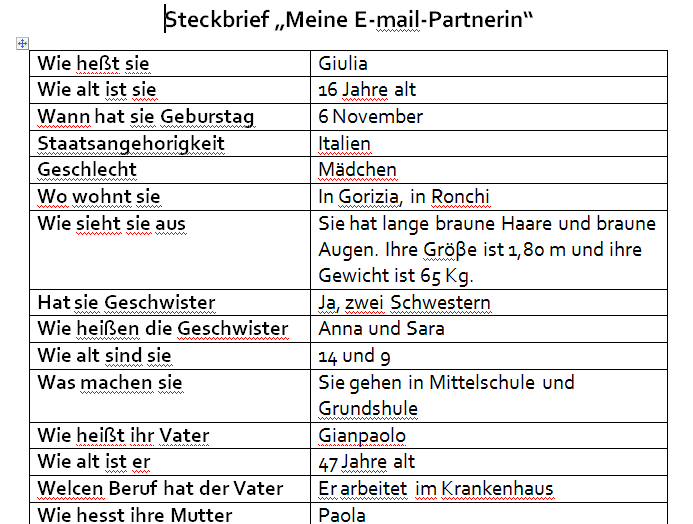 Steckbrief „Meine E-mail-Partnerin“
Wie heßt sie Giulia
Wie alt ist sie 16 Jahre alt
Wann hat sie Geburstag 6 November
Staatsangehorigkeit Italien
Geschlecht Mädchen
Wo wohnt sie In Gorizia, in Ronchi
Wie sieht sie aus Sie hat lange braune Haare und braune
Augen. Ihre Größe ist 1,80 m und ihre
Gewicht ist 65 Kg.
Hat sie Geschwister Ja, zwei Schwestern
Wie heißen die Geschwister Anna und Sara
Wie alt sind sie 14 und 9
Was machen sie Sie gehen in Mittelschule und
Grundshule
Wie heißt ihr Vater Gianpaolo
Wie alt ist er 47 Jahre alt
Welcen Beruf hat der Vater Er arbeitet im Krankenhaus
Wie hesst ihre Mutter Paola